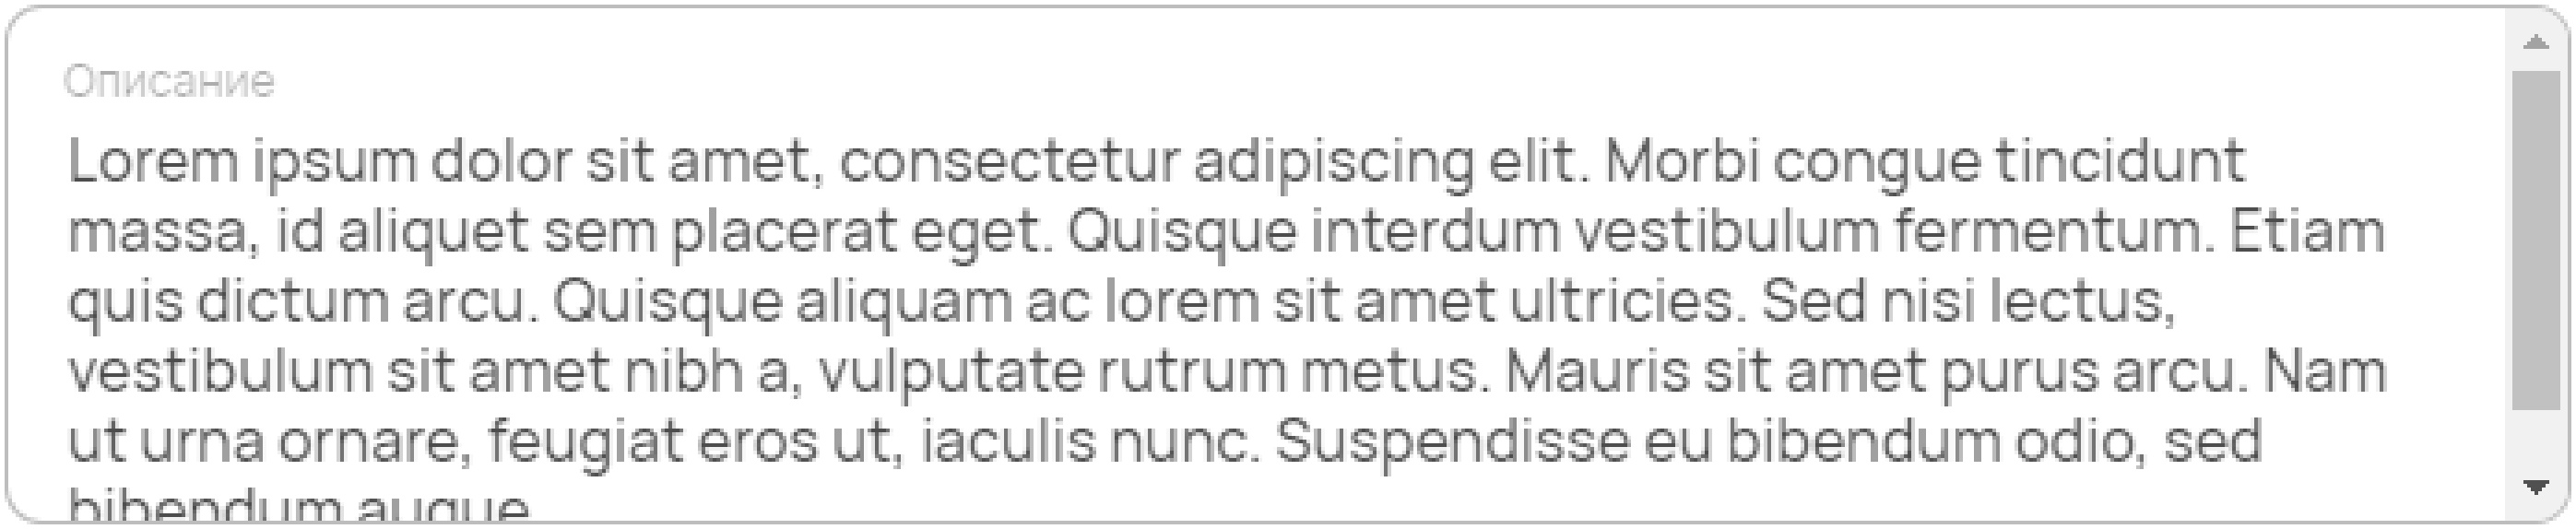 Описание
Lorem ipsum dolor sit amet, consectetur adipiscing elit. Morbi congue tincidunt
massa, id aliquet sem placerat eget. Quisque interdum vestibulum fermentum. Etiam
quis dictum arcu. Quisque aliquam ac lorem sit amet ultricies. Sed nisi lectus,
vestibulum sit amet nibh a, vulputate rutrum metus. Mauris sit amet purus arcu. Nam
ut urna ornare, feugiat eros ut, iaculis nunc. Suspendisse eu bibendum odio, sed
bibendum augue